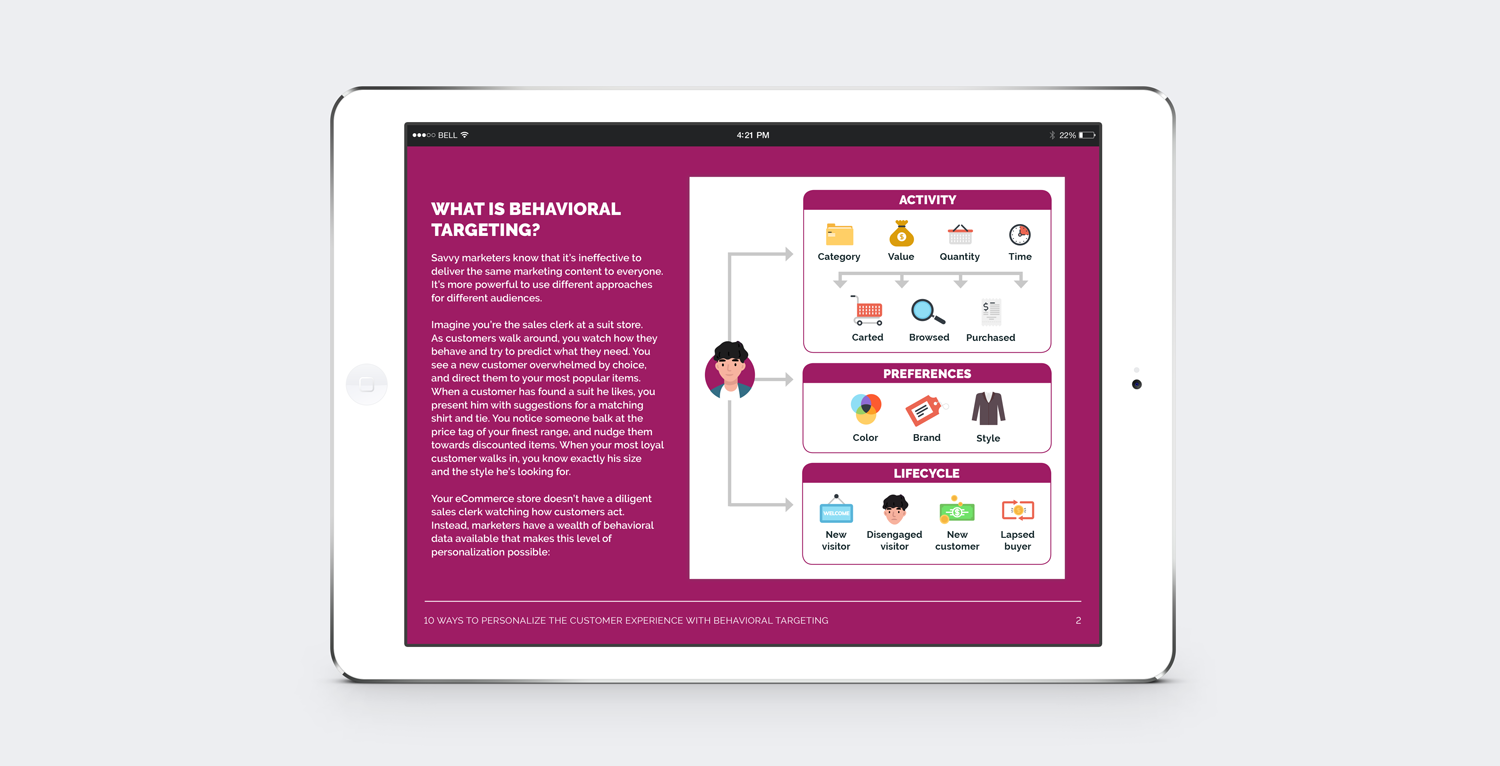 BELL
4:21 PM
22%
WHAT IS BEHAVIORAL
TARGETING?
Savvy marketers know that it's ineffective to
deliver the same marketing content to everyone.
It's more powerful to use different approaches
for different audiences.
Imagine you're the sales clerk at a suit store.
As customers walk around, you watch how they
behave and try to predict what they need. You
see a new customer overwhelmed by choice,
and direct them to your most popular items.
When a customer has found a suit he likes, you
present him with suggestions for a matching
shirt and tie. You notice someone balk at the
price tag of your finest range, and nudge them
towards discounted items. When your most loyal
customer walks in, you know exactly his size
and the style he's looking for.
Your eCommerce store doesn't have a diligent
sales clerk watching how customers act.
Instead, marketers have a wealth of behavioral
data available that makes this level of
personalization possible:
ACTIVITY
$
Category Value Quantity Time
$
Carted Browsed Purchased
PREFERENCES
Color Brand Style
LIFECYCLE
WELCOME
$
New Disengaged New Lapsed
visitor visitor customer buyer
10 WAYS TO PERSONALIZE THE CUSTOMER EXPERIENCE WITH BEHAVIORAL TARGETING 2